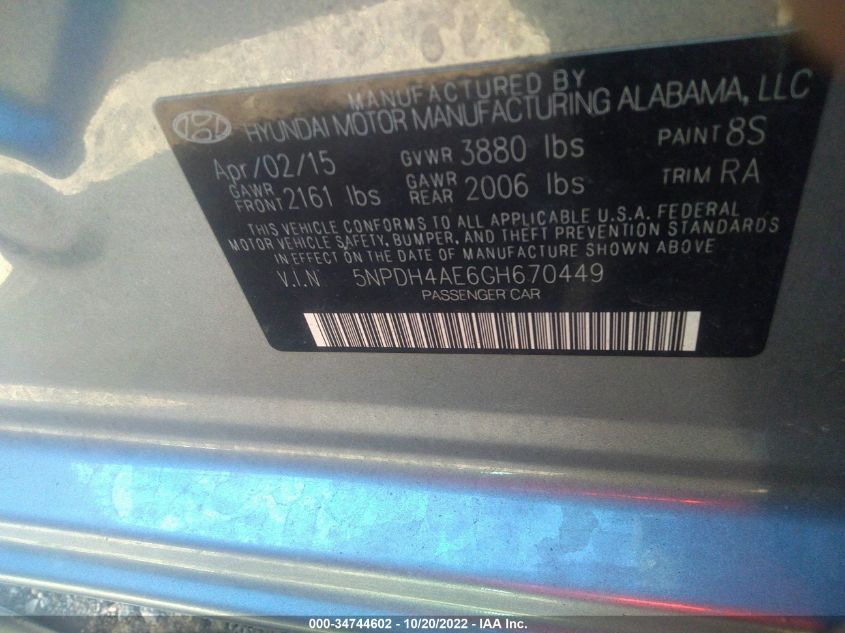 MANUFACTURED BY
HYUNDAI MOTOR MANUFACTURING ALABAMA, LLC
Apr/02/15 GVWR 3880 lbs PAINT 8S
GAWR FRONT 2161 lbs GAWR REAR 2006 lbs TRIM RA
THIS VEHICLE CONFORMS TO ALL APPLICABLE U.S.A. FEDERAL
MOTOR VEHICLE SAFETY, BUMPER, AND THEFT PREVENTION STANDARDS
IN EFFECT ON THE DATE OF MANUFACTURE SHOWN ABOVE
V.I.N 5NPDH4AE6GH670449
PASSENGER CAR
000-34744602 - 10/20/2022 - IAA Inc.